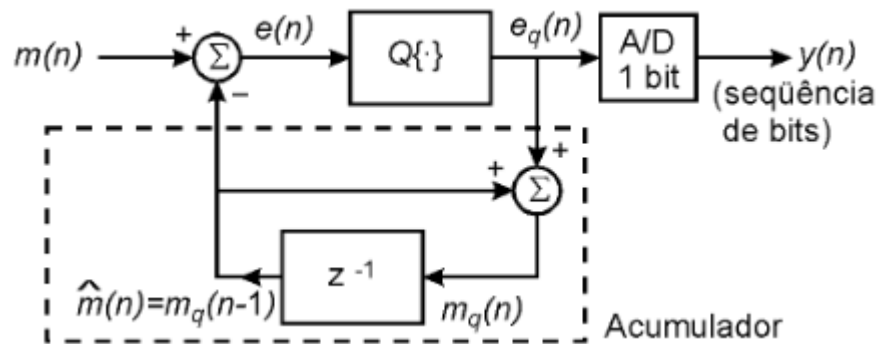 m(n)
+
Σ
–
e(n)
Q{·}
e_q(n)
A/D
1 bit
y(n)
(seqüência
de bits)
+
+
Σ
z ⁻¹
m̂(n)=m_q(n-1)
m_q(n)
Acumulador